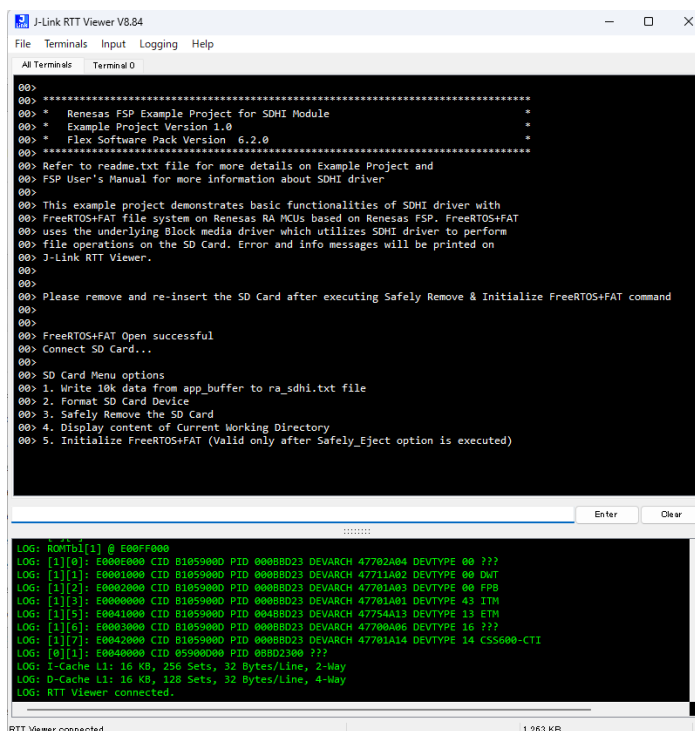 J-Link RTT Viewer V8.84
File Terminals Input Logging Help
All Terminals Terminal 0
00>
00> ********************************************************************************
00> *   Renesas FSP Example Project for SDHI Module                                *
00> *   Example Project Version 1.0                                                *
00> *   Flex Software Pack Version  6.2.0                                          *
00> ********************************************************************************
00> Refer to readme.txt file for more details on Example Project and
00> FSP User's Manual for more information about SDHI driver
00>
00> This example project demonstrates basic functionalities of SDHI driver with
00> FreeRTOS+FAT file system on Renesas RA MCUs based on Renesas FSP. FreeRTOS+FAT
00> uses the underlying Block media driver which utilizes SDHI driver to perform
00> file operations on the SD Card. Error and info messages will be printed on
00> J-Link RTT Viewer.
00>
00>
00> Please remove and re-insert the SD Card after executing Safely Remove & Initialize FreeRTOS+FAT command
00>
00>
00> FreeRTOS+FAT Open successful
00> Connect SD Card...
00>
00> SD Card Menu options
00> 1. Write 10k data from app_buffer to ra_sdhi.txt file
00> 2. Format SD Card Device
00> 3. Safely Remove the SD Card
00> 4. Display content of Current Working Directory
00> 5. Initialize FreeRTOS+FAT (Valid only after Safely_Eject option is executed)
Enter Clear
LOG: ROMTbl[1] @ E00FF000
LOG: [1][0]: E000E000 CID B105900D PID 000BBD23 DEVARCH 47702A04 DEVTYPE 00 ???
LOG: [1][1]: E0001000 CID B105900D PID 000BBD23 DEVARCH 47711A02 DEVTYPE 00 DWT
LOG: [1][2]: E0002000 CID B105900D PID 000BBD23 DEVARCH 47701A03 DEVTYPE 00 FPB
LOG: [1][3]: E0000000 CID B105900D PID 000BBD23 DEVARCH 47701A01 DEVTYPE 43 ITM
LOG: [1][5]: E0041000 CID B105900D PID 004BBD23 DEVARCH 47754A13 DEVTYPE 13 ETM
LOG: [1][6]: E0003000 CID B105900D PID 000BBD23 DEVARCH 47700A06 DEVTYPE 16 ???
LOG: [1][7]: E0042000 CID B105900D PID 000BBD23 DEVARCH 47701A14 DEVTYPE 14 CSS600-CTI
LOG: [0][1]: E0040000 CID 05900D00 PID 0BBD2300 ???
LOG: I-Cache L1: 16 KB, 256 Sets, 32 Bytes/Line, 2-Way
LOG: D-Cache L1: 16 KB, 128 Sets, 32 Bytes/Line, 4-Way
LOG: RTT Viewer connected.
RTT Viewer connected 1.263 KB